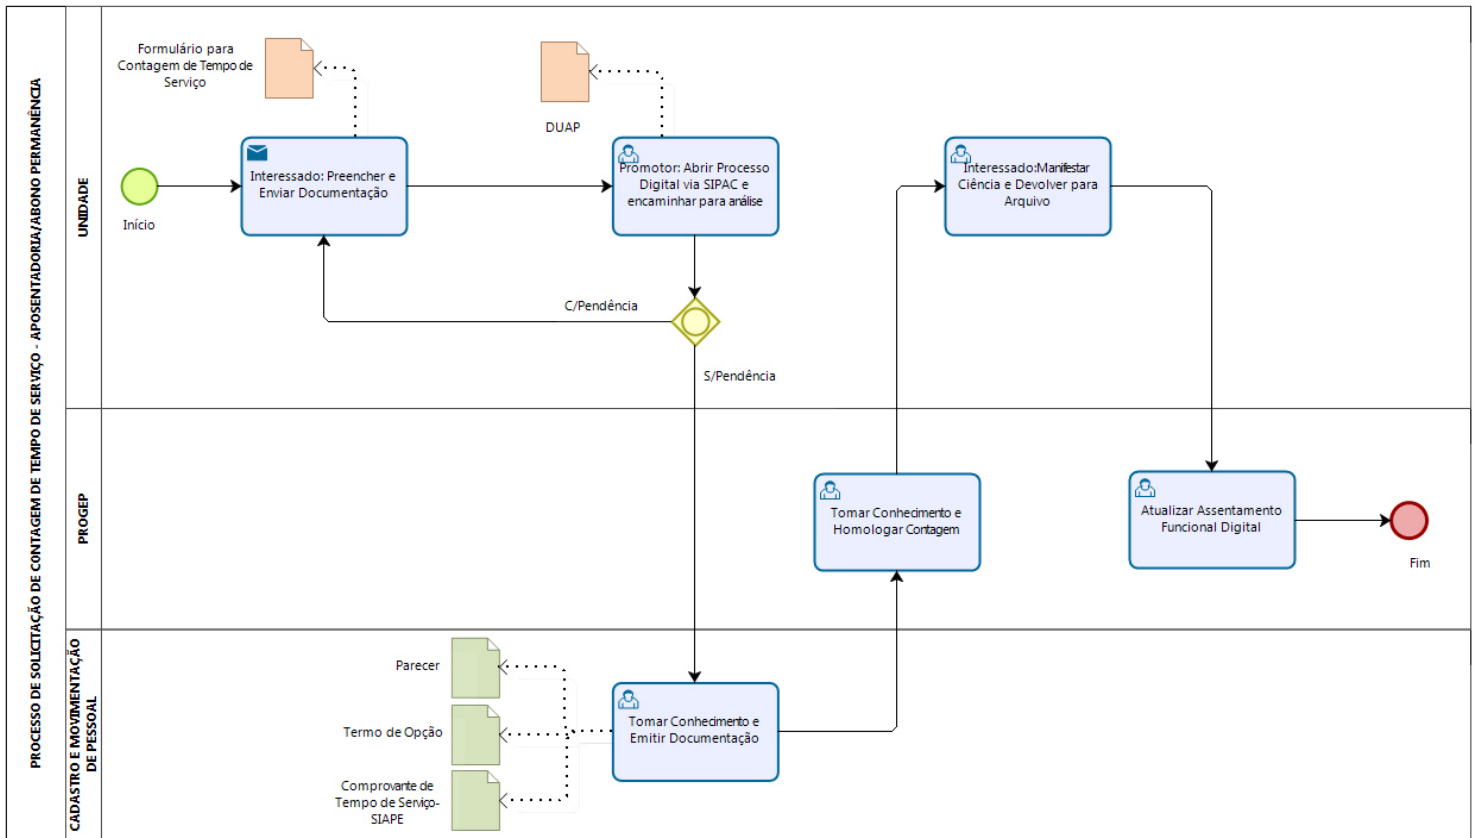 PROCESSO DE SOLICITAÇÃO DE CONTAGEM DE TEMPO DE SERVIÇO - APOSENTADORIA/ABONO PERMANÊNCIA
UNIDADE
Formulário para
Contagem de Tempo de
Serviço
DUAP
Início
Interessado: Preencher e
Enviar Documentação
Promotor: Abrir Processo
Digital via SIPAC e
encaminhar para análise
Interessado:Manifestar
Ciência e Devolver para
Arquivo
C/Pendência
S/Pendência
PROGEP
Tomar Conhecimento e
Homologar Contagem
Atualizar Assentamento
Funcional Digital
Fim
CADASTRO E MOVIMENTAÇÃO
DE PESSOAL
Parecer
Termo de Opção
Comprovante de
Tempo de Serviço-
SIAPE
Tomar Conhecimento e
Emitir Documentação